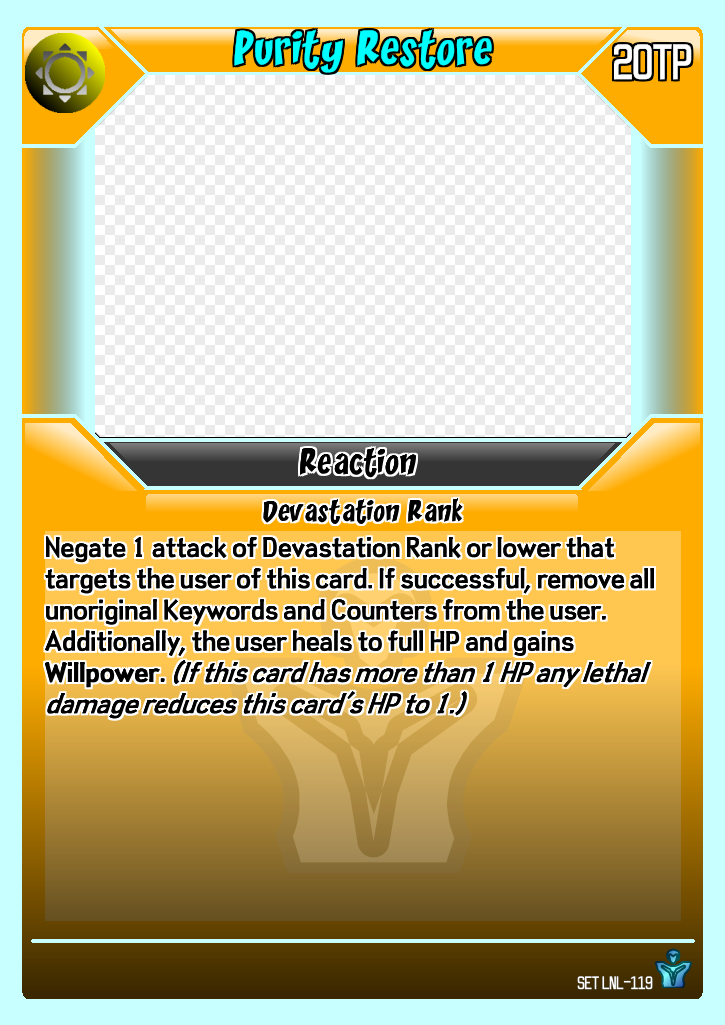 Purity Restore
20TP
Reaction
Devastation Rank
Negate 1 attack of Devastation Rank or lower that
targets the user of this card. If successful, remove all
unoriginal Keywords and Counters from the user.
Additionally, the user heals to full HP and gains
Willpower. (If this card has more than 1 HP any lethal
damage reduces this card's HP to 1.)
SET LNL-119